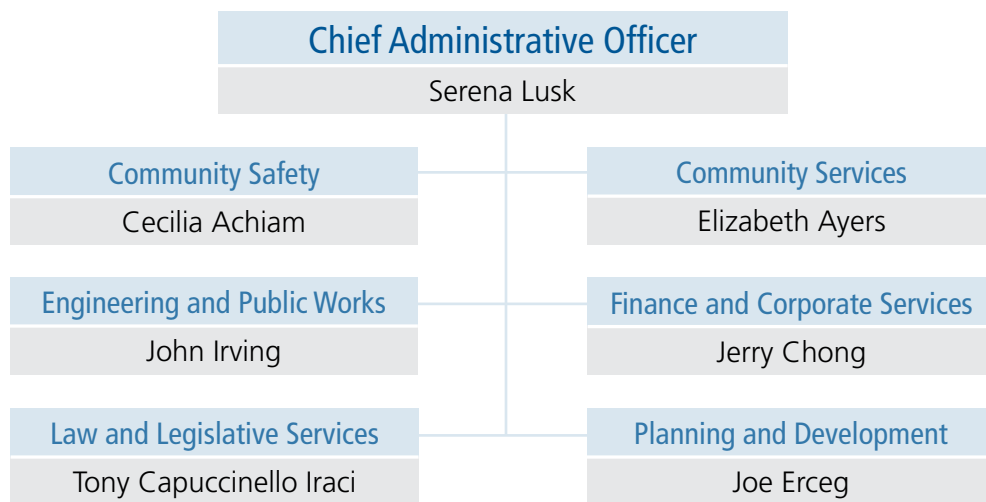 Chief Administrative Officer
Serena Lusk
Community Safety
Cecilia Achiam
Community Services
Elizabeth Ayers
Engineering and Public Works
John Irving
Finance and Corporate Services
Jerry Chong
Law and Legislative Services
Tony Capuccinello Iraci
Planning and Development
Joe Erceg